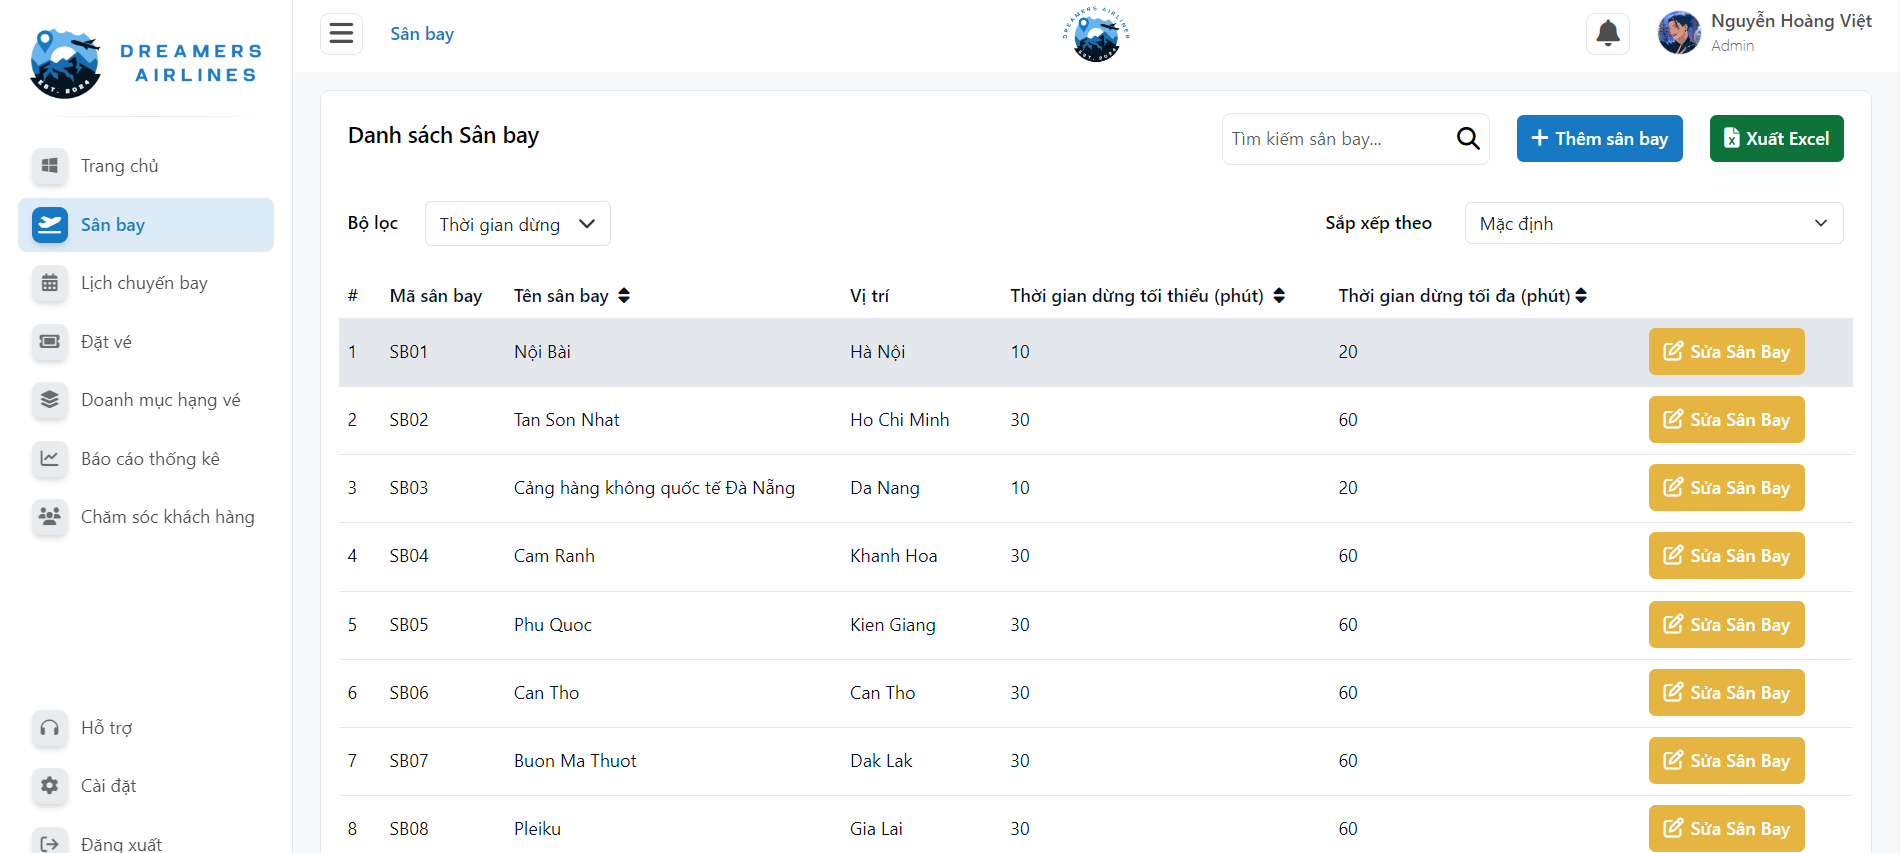 DREAMERS
AIRLINES
EST. 2024
Trang chủ
Sân bay
Lịch chuyến bay
Đặt vé
Doanh mục hạng vé
Báo cáo thống kê
Chăm sóc khách hàng
Hỗ trợ
Cài đặt
Đăng xuất
Sân bay
DREAMERS AIRLINES
EST. 2024
Nguyễn Hoàng Việt
Admin
Danh sách Sân bay
Tìm kiếm sân bay...
Thêm sân bay
Xuất Excel
Bộ lọc
Thời gian dừng
Sắp xếp theo
Mặc định
# Mã sân bay Tên sân bay Vị trí Thời gian dừng tối thiểu (phút) Thời gian dừng tối đa (phút)
1 SB01 Nội Bài Hà Nội 10 20 Sửa Sân Bay
2 SB02 Tan Son Nhat Ho Chi Minh 30 60 Sửa Sân Bay
3 SB03 Cảng hàng không quốc tế Đà Nẵng Da Nang 10 20 Sửa Sân Bay
4 SB04 Cam Ranh Khanh Hoa 30 60 Sửa Sân Bay
5 SB05 Phu Quoc Kien Giang 30 60 Sửa Sân Bay
6 SB06 Can Tho Can Tho 30 60 Sửa Sân Bay
7 SB07 Buon Ma Thuot Dak Lak 30 60 Sửa Sân Bay
8 SB08 Pleiku Gia Lai 30 60 Sửa Sân Bay